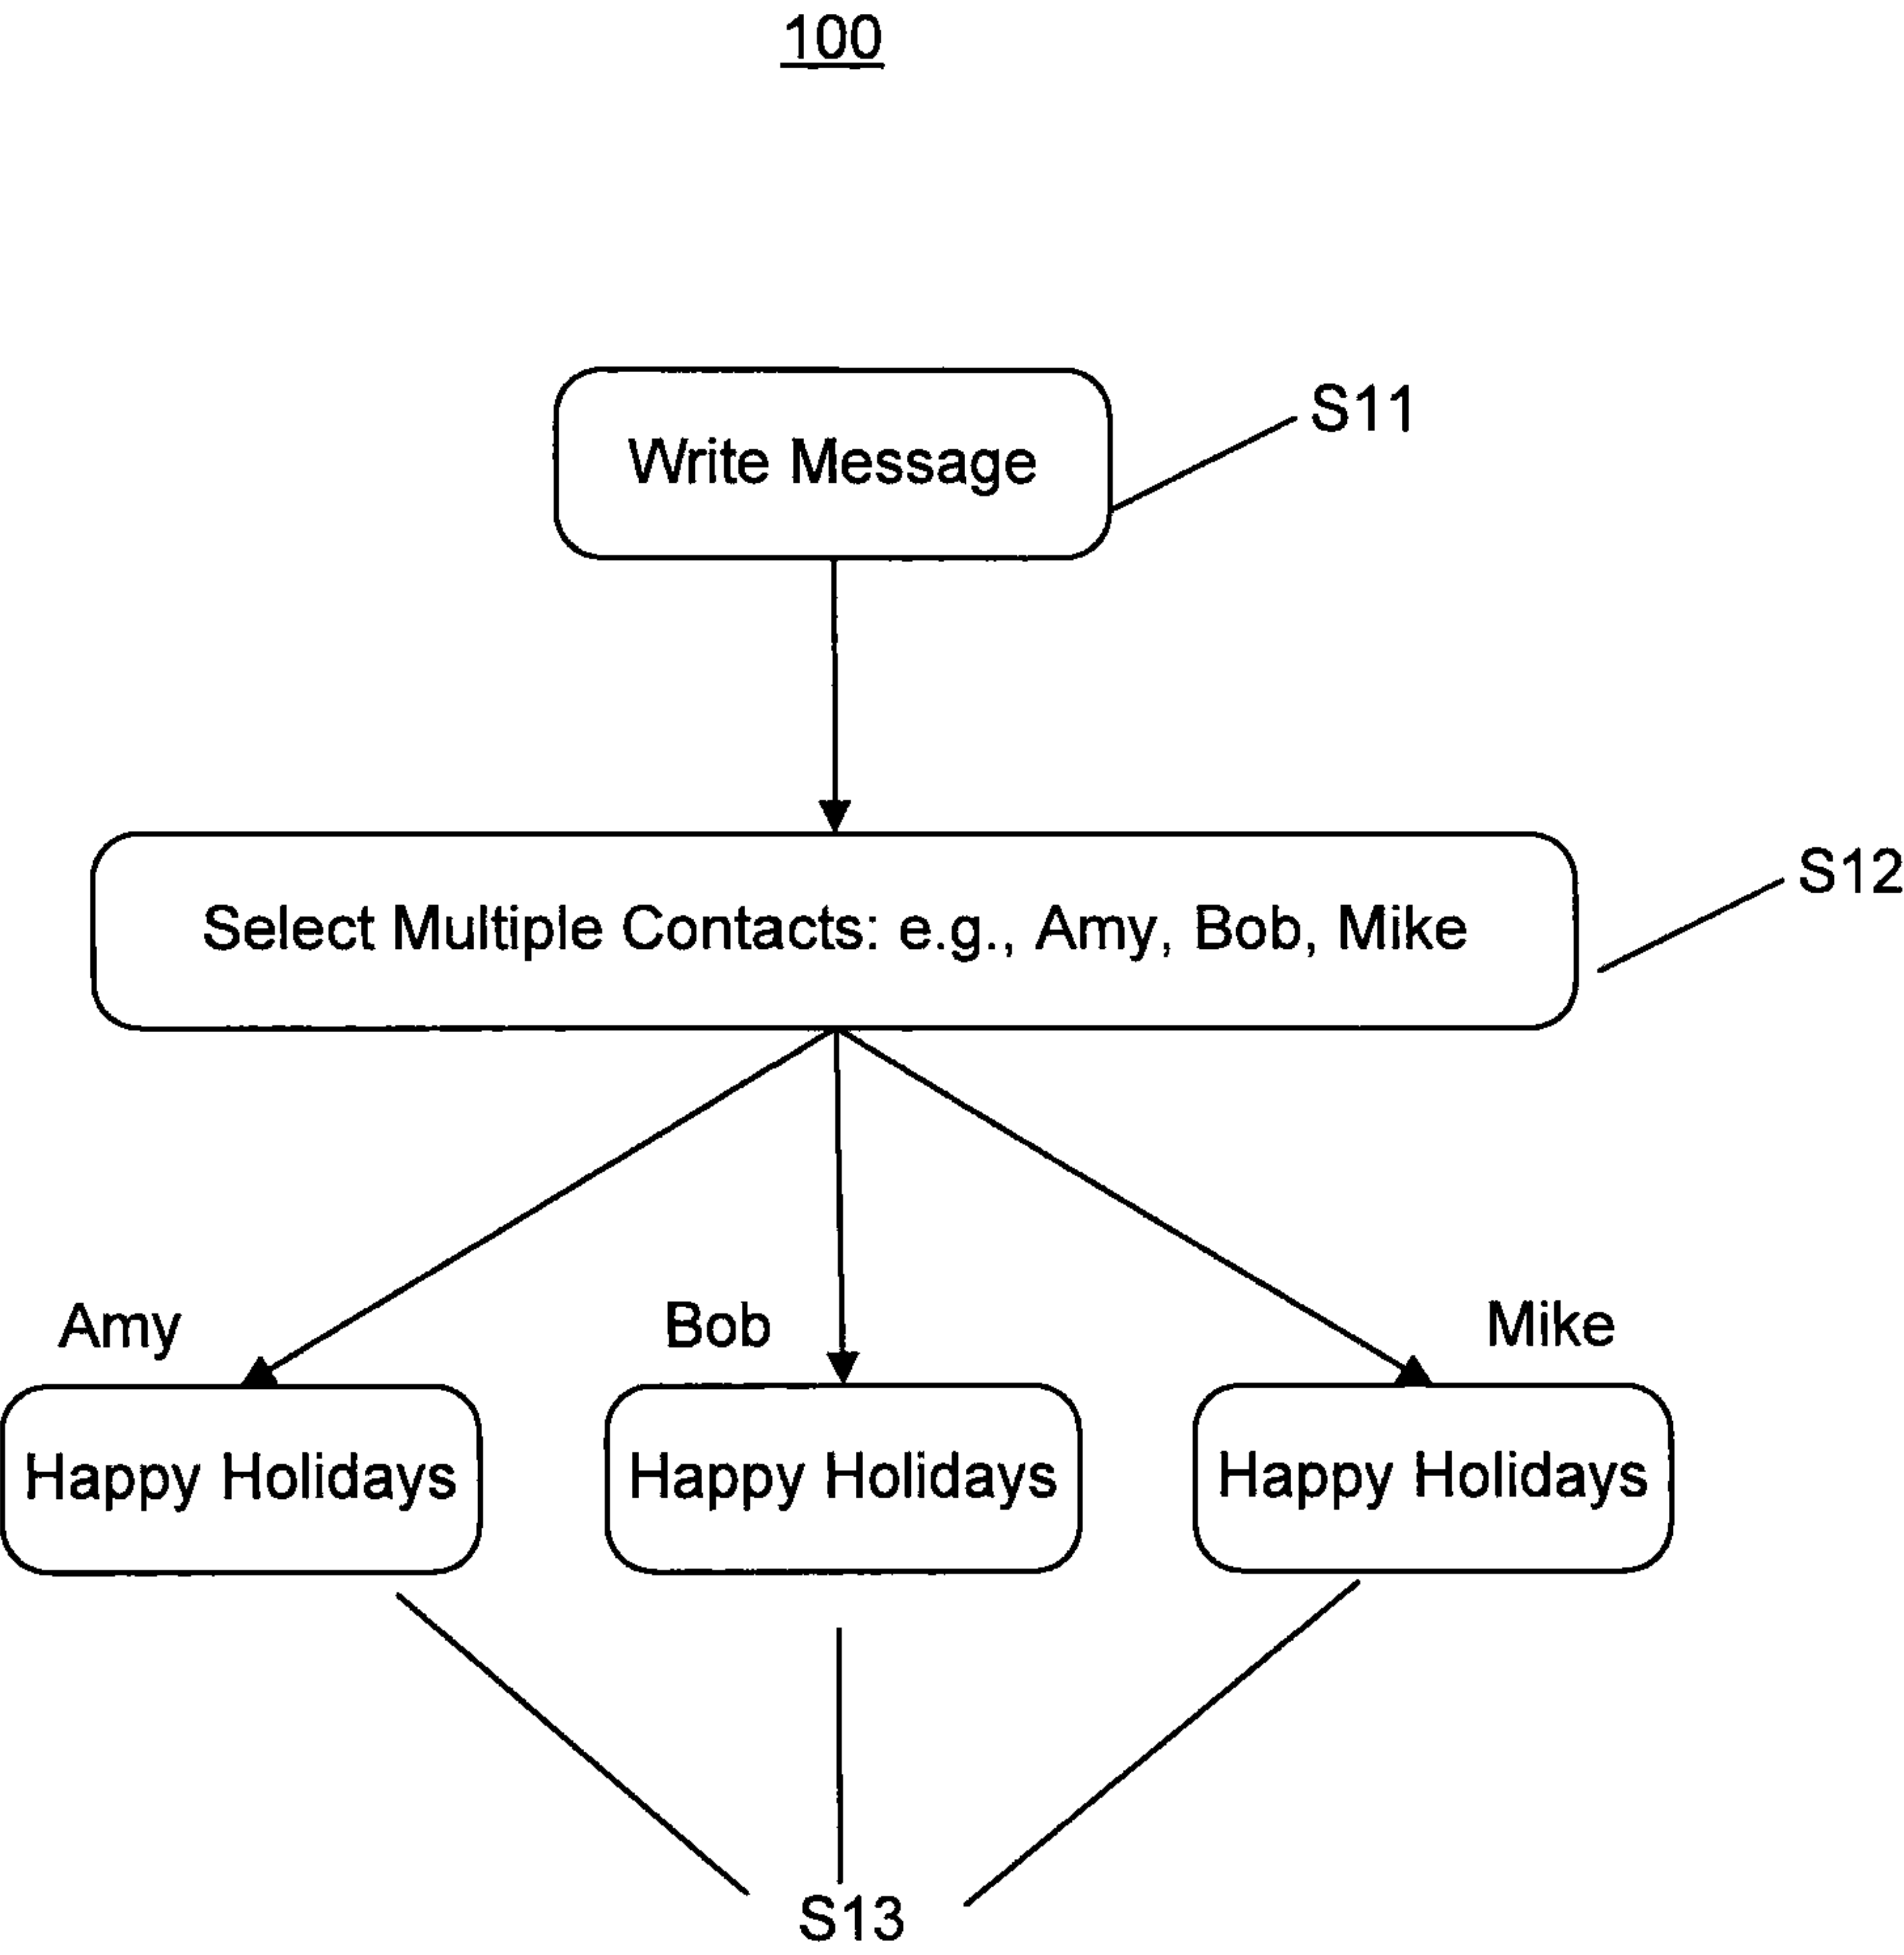 100
Write Message
S11
Select Multiple Contacts: e.g., Amy, Bob, Mike
S12
Amy
Bob
Mike
Happy Holidays
Happy Holidays
Happy Holidays
S13